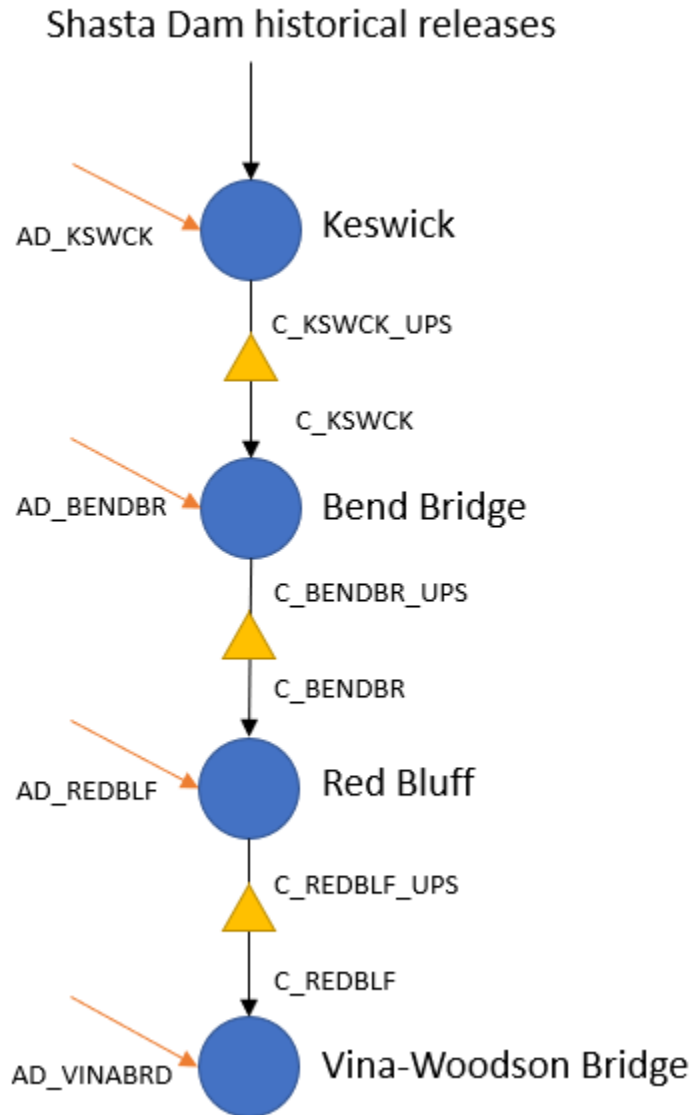 Shasta Dam historical releases
AD_KSWCK
Keswick
C_KSWCK_UPS
C_KSWCK
AD_BENDBR
Bend Bridge
C_BENDBR_UPS
C_BENDBR
AD_REDBLF
Red Bluff
C_REDBLF_UPS
C_REDBLF
AD_VINABRD
Vina-Woodson Bridge